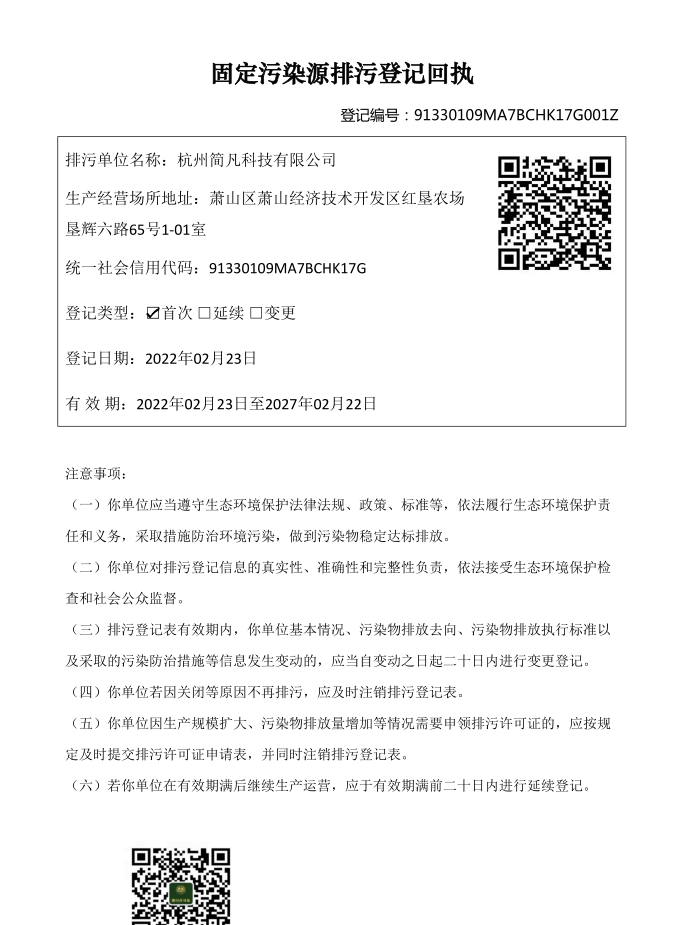 固定污染源排污登记回执
登记编号：91330109MA7BCHK17G001Z
排污单位名称：杭州简凡科技有限公司
生产经营场所地址：萧山区萧山经济技术开发区红垦农场
垦辉六路65号1-01室
统一社会信用代码：91330109MA7BCHK17G
登记类型：☑首次 ☐延续 ☐变更
登记日期：2022年02月23日
有 效 期：2022年02月23日至2027年02月22日
注意事项：
（一）你单位应当遵守生态环境保护法律法规、政策、标准等，依法履行生态环境保护责
任和义务，采取措施防治环境污染，做到污染物稳定达标排放。
（二）你单位对排污登记信息的真实性、准确性和完整性负责，依法接受生态环境保护检
查和社会公众监督。
（三）排污登记表有效期内，你单位基本情况、污染物排放去向、污染物排放执行标准以
及采取的污染防治措施等信息发生变动的，应当自变动之日起二十日内进行变更登记。
（四）你单位若因关闭等原因不再排污，应及时注销排污登记表。
（五）你单位因生产规模扩大、污染物排放量增加等情况需要申领排污许可证的，应按规
定及时提交排污许可证申请表，并同时注销排污登记表。
（六）若你单位在有效期满后继续生产运营，应于有效期满前二十日内进行延续登记。